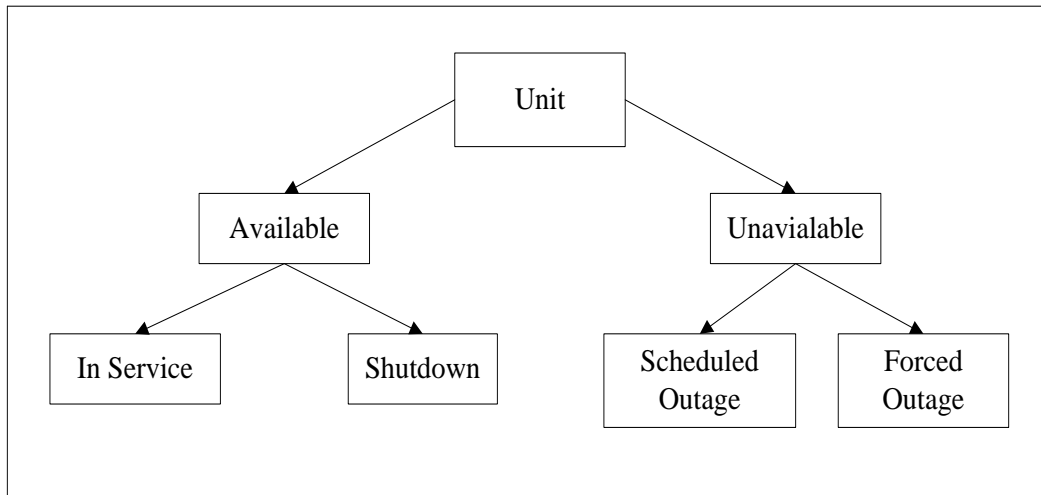 Unit
Available
Unavialable
In Service
Shutdown
Scheduled
Outage
Forced
Outage